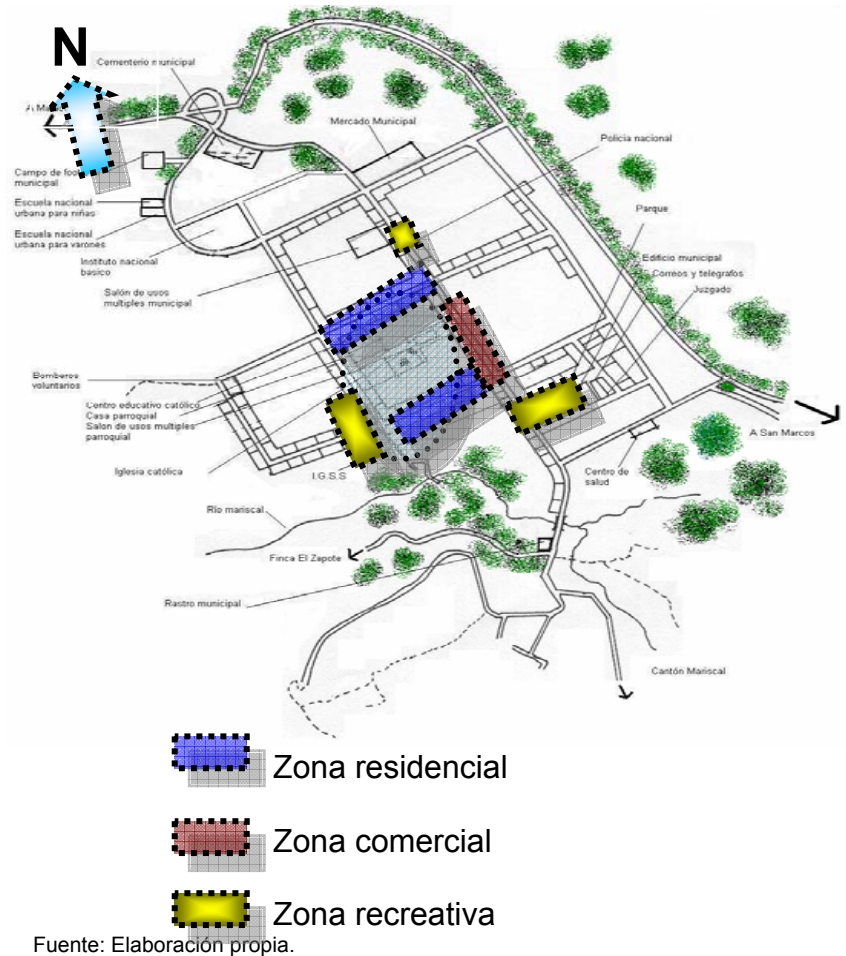 N
Cementerio municipal
Mercado Municipal
Policia nacional
Campo de
municipal
Parque
Escuela nacional
urbana para niñas
Escuela nacional
urbana para varones
Edificio municipal
Correos y telegrafos
Juzgado
Instituto nacional
basico
Salón de usos
multiples municipal
Bomberos
voluntarios
Centro educativo católico
Casa parroquial
Salon de usos multiples
parroquial
A San Marcos
Iglesia católica
I.G.S.S
Centro de
salud
Río mariscal
Finca El Zapote
Rastro municipal
Cantón Mariscal
Zona residencial
Zona comercial
Zona recreativa
Fuente: Elaboración propia.